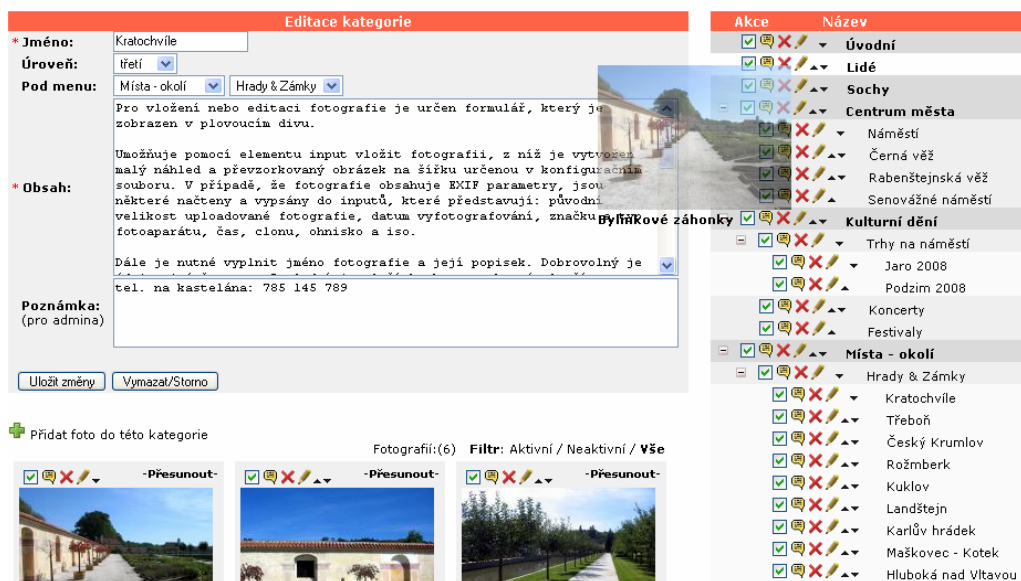 Editace kategorie
* Jméno: Kratochvíle
Úroveň: třetí
Pod menu: Místa - okolí Hrady & Zámky
* Obsah:
Pro vložení nebo editaci fotografie je určen formulář, který je
zobrazen v plovoucím divu.
Umožňuje pomocí elementu input vložit fotografii, z níž je vytvořen
malý náhled a převzorkovaný obrázek na šířku určenou v konfiguračním
souboru. V případě, že fotografie obsahuje EXIF parametry, jsou
některé načteny a vypsány do inputů, které představují: původní
velikost uploadované fotografie, datum vyfotografování, značku
fotoaparátu, čas, clonu, ohnisko a iso.
Dále je nutné vyplnit jméno fotografie a její popisek. Dobrovolný je
Poznámka:
(pro admina)
tel. na kastelána: 785 145 789
Uložit změny Vymazat/Storno
Přidat foto do této kategorie
Fotografií:(6) Filtr: Aktivní / Neaktivní / Vše
-Přesunout- -Přesunout- -Přesunout-
Bylinkové záhonky
Akce Název
Úvodní
Lidé
Sochy
Centrum města
Náměstí
Černá věž
Rabenštejnská věž
Senovážné náměstí
Kulturní dění
Trhy na náměstí
Jaro 2008
Podzim 2008
Koncerty
Festivaly
Místa - okolí
Hrady & Zámky
Kratochvíle
Třeboň
Český Krumlov
Rožmberk
Kuklov
Landštejn
Karlův hrádek
Maškovec - Kotek
Hluboká nad Vltavou